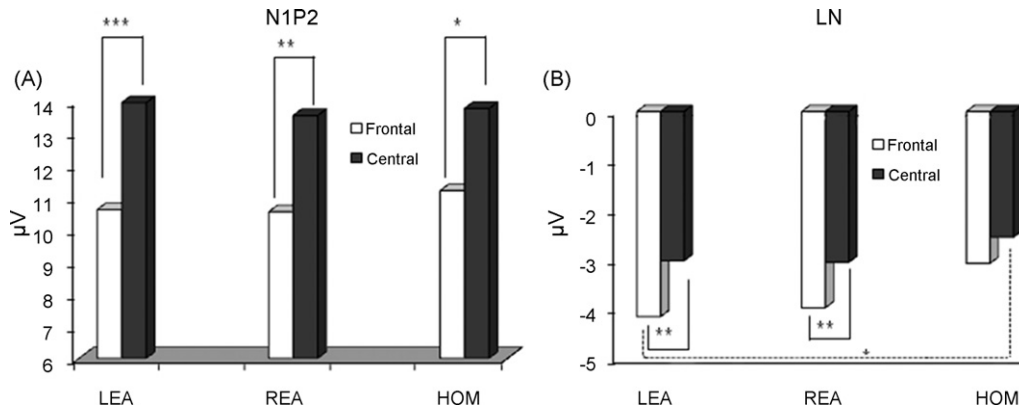 N1P2
***
**
*
(A)
14
13
12
11
10
9
8
7
6
µV
Frontal
Central
LEA
REA
HOM
LN
(B)
0
-1
-2
-3
-4
-5
µV
Frontal
Central
**
**
*
LEA
REA
HOM